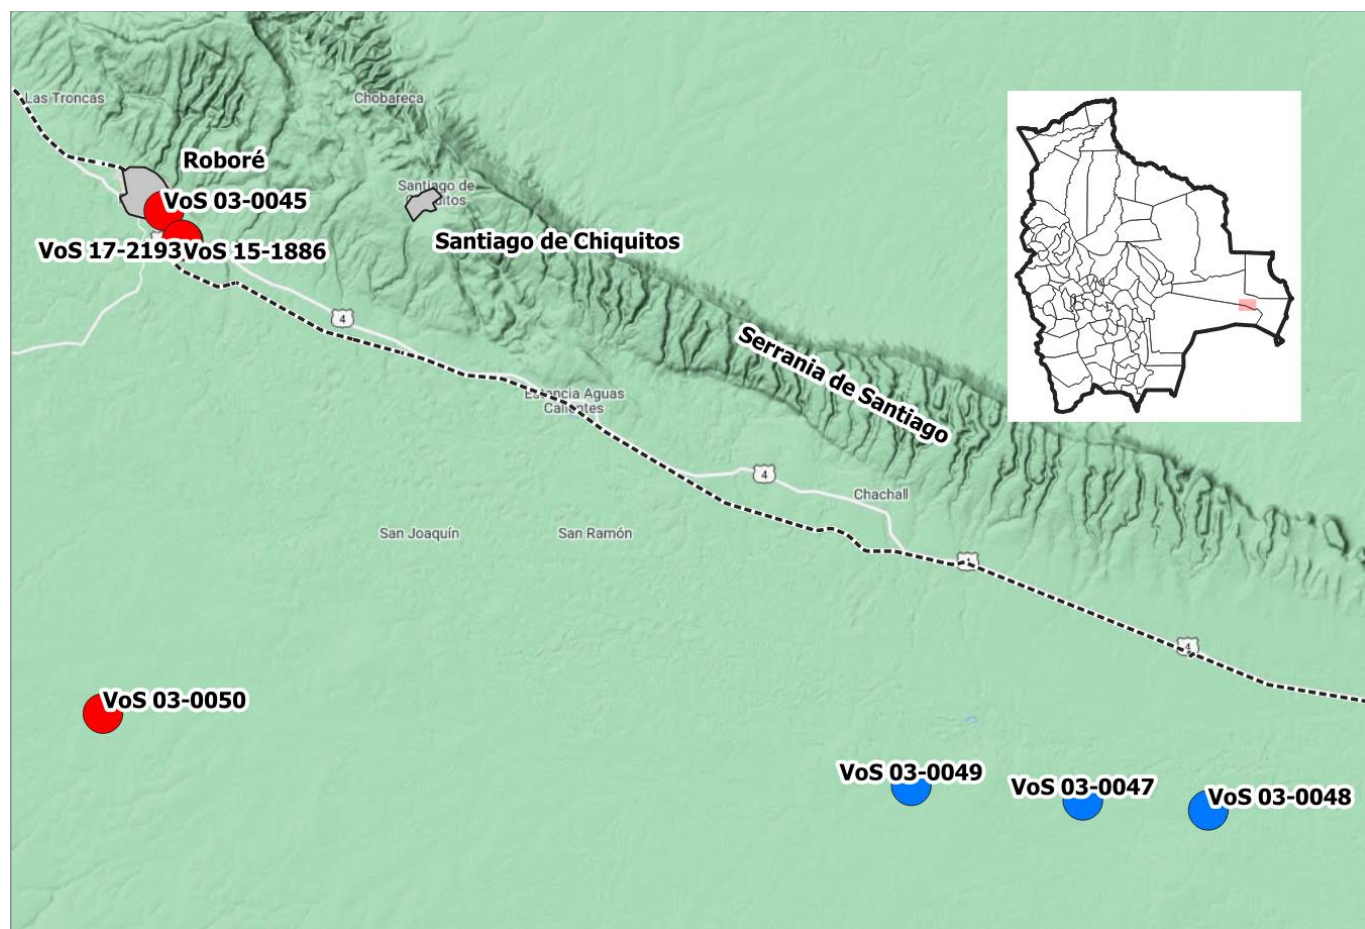 Las Troncas
Chobareca
Roboré
VoS 03-0045
Santiago de
VoS 17-2193
VoS 15-1886
Santiago de Chiquitos
4
Serrania de Santiago
Estancia Aguas
Calientes
4
Chachall
San Joaquín
San Ramón
4
VoS 03-0050
VoS 03-0049
VoS 03-0047
VoS 03-0048